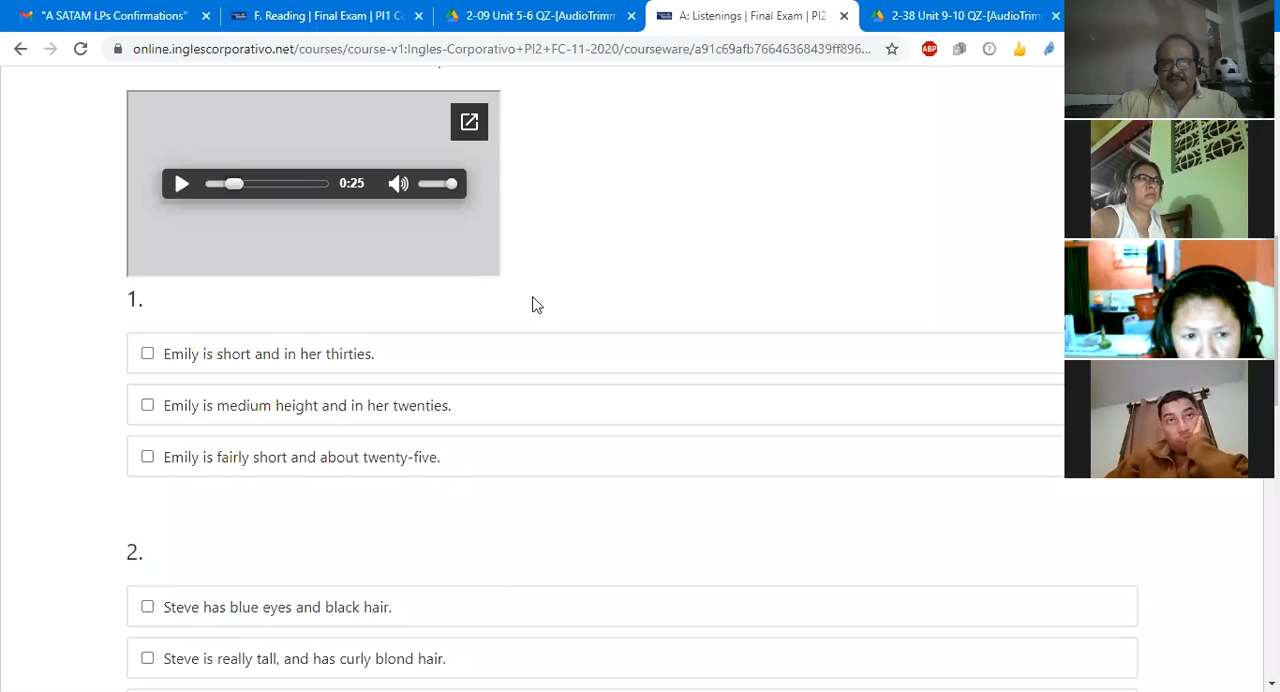 "A SATAM LPs Confirmations"
F. Reading | Final Exam | PI1 Co
2-09 Unit 5-6 QZ-[AudioTrimm
A: Listenings | Final Exam | PI2
2-38 Unit 9-10 QZ-[AudioTrim
online.inglescorporativo.net/courses/course-v1:Ingles-Corporativo+PI2+FC-11-2020/courseware/a91c69afb76646368439ff896...
ABP
0:25
1.
Emily is short and in her thirties.
Emily is medium height and in her twenties.
Emily is fairly short and about twenty-five.
2.
Steve has blue eyes and black hair.
Steve is really tall, and has curly blond hair.